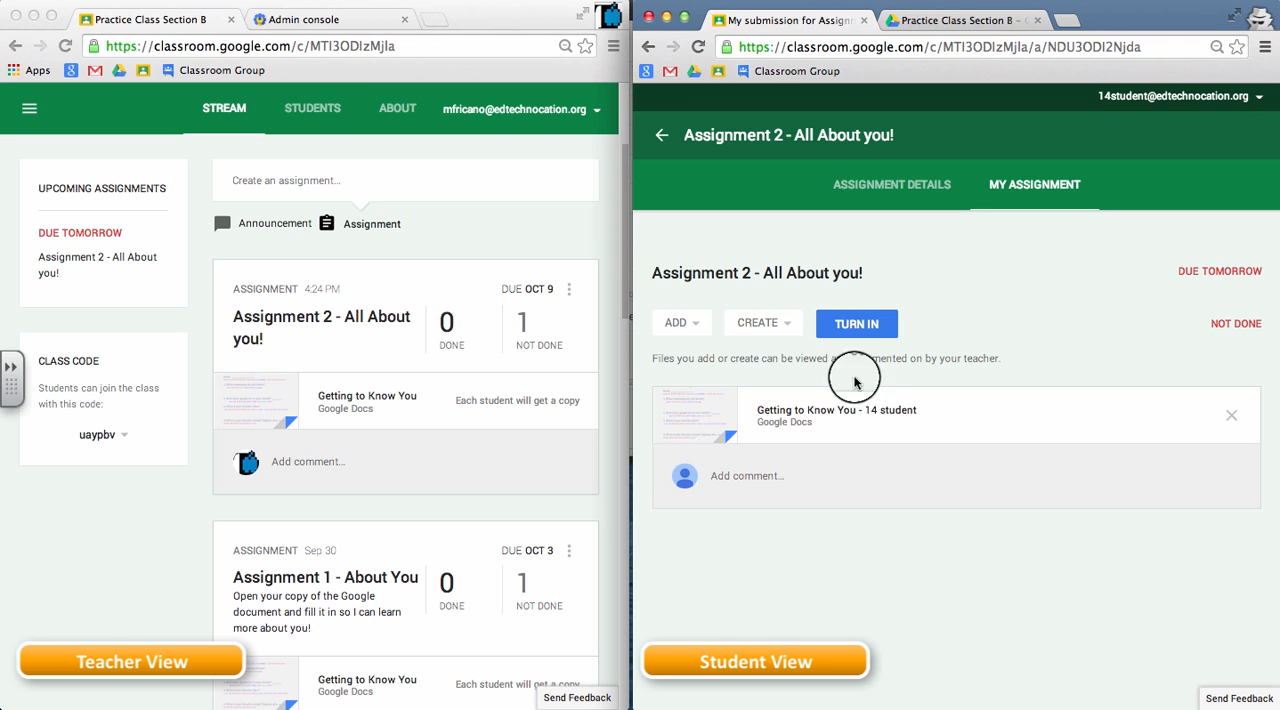 Practice Class Section B
Admin console
https://classroom.google.com/c/MTI3ODIzMjla
Apps
Classroom Group
STREAM
STUDENTS
ABOUT
mfricano@edtechnocation.org
UPCOMING ASSIGNMENTS
DUE TOMORROW
Assignment 2 - All About
you!
CLASS CODE
Students can join the class
with this code:
uaypbv
Create an assignment...
Announcement
Assignment
ASSIGNMENT 4:24 PM
DUE OCT 9
Assignment 2 - All About
you!
0
DONE
1
NOT DONE
Getting to Know You
Google Docs
Each student will get a copy
Add comment...
ASSIGNMENT Sep 30
DUE OCT 3
Assignment 1 - About You
Open your copy of the Google
document and fill it in so I can learn
more about you!
0
DONE
1
NOT DONE
Getting to Know You
Google Docs
Each student will get a copy
Send Feedback
Teacher View
My submission for Assignm
Practice Class Section B -
https://classroom.google.com/c/MTI3ODIzMjla/a/NDU3ODI2Njda
Classroom Group
14student@edtechnocation.org
Assignment 2 - All About you!
ASSIGNMENT DETAILS
MY ASSIGNMENT
Assignment 2 - All About you!
DUE TOMORROW
ADD
CREATE
TURN IN
NOT DONE
Files you add or create can be viewed by your teacher.
Getting to Know You - 14 student
Google Docs
Add comment...
Student View
Send Feedback